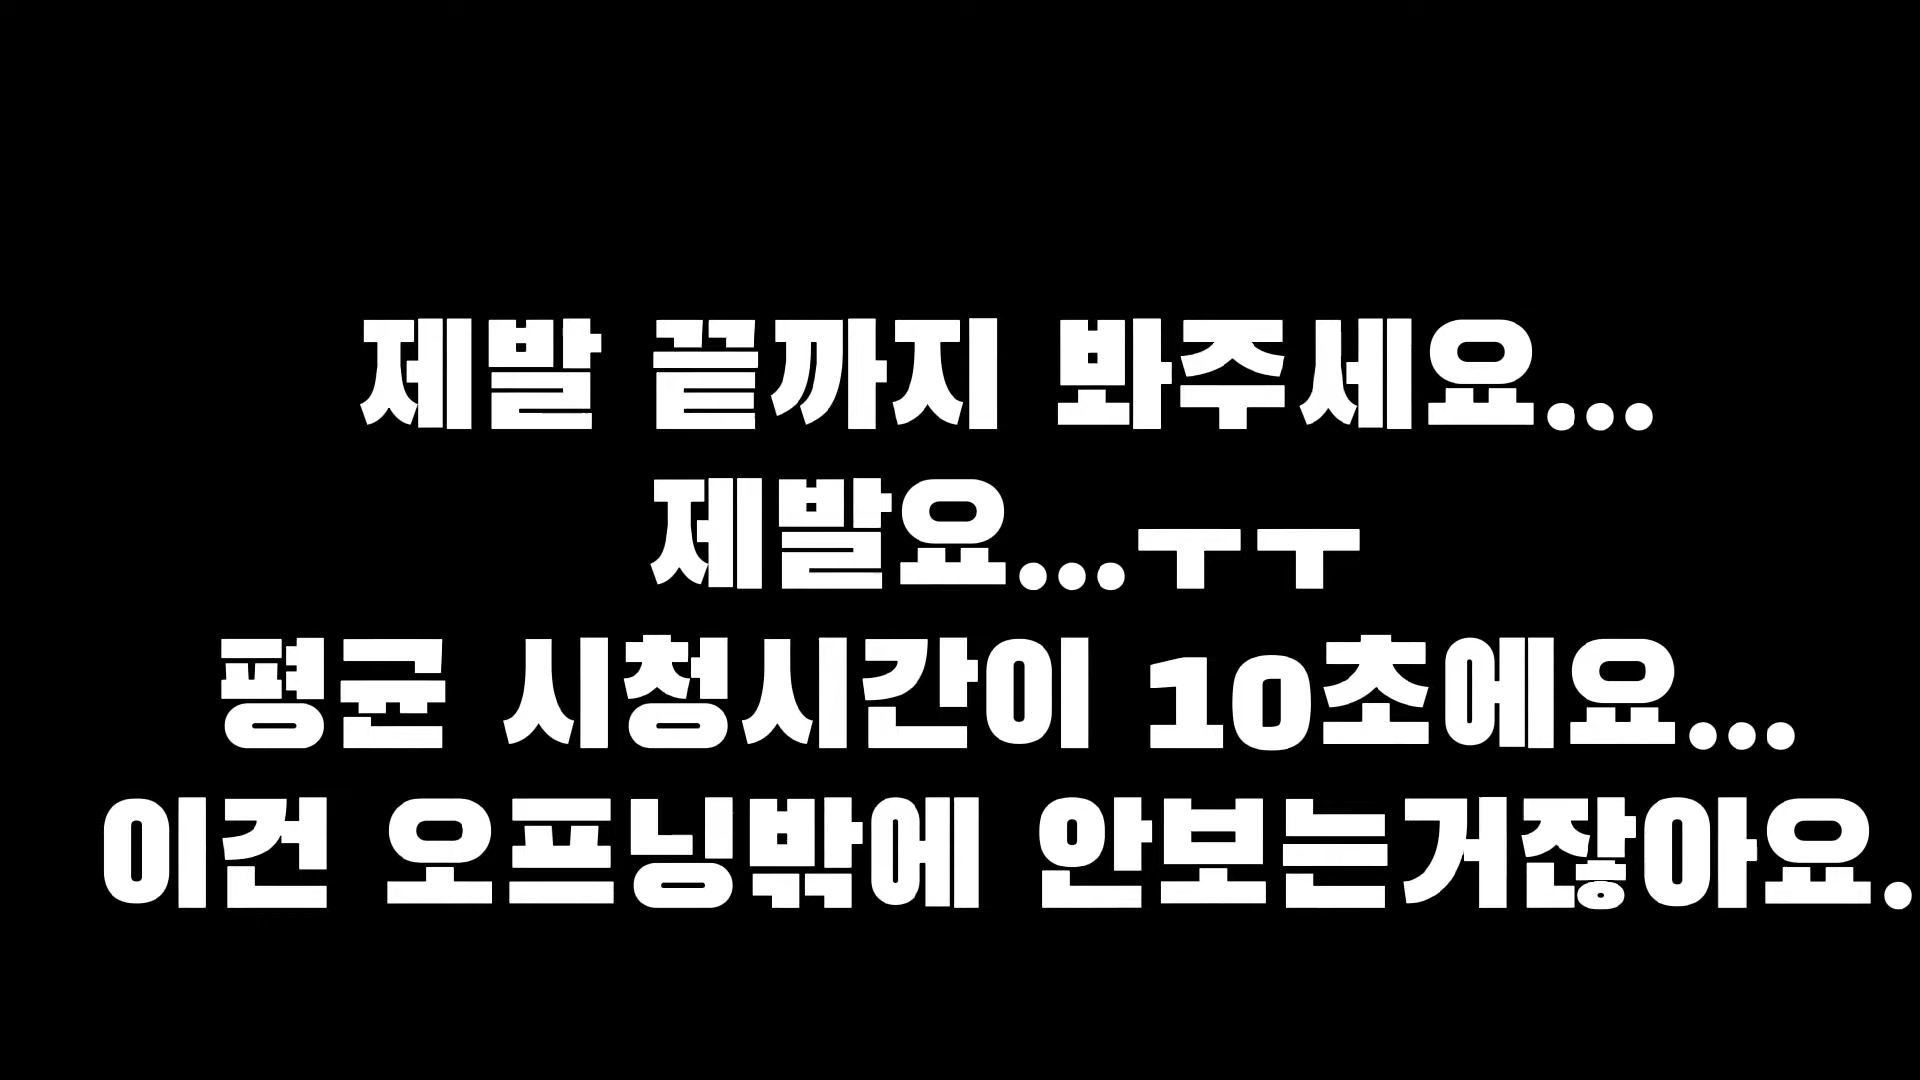 제발 끝까지 봐주세요...
제발요...ㅜㅜ
평균 시청시간이 10초에요...
이건 오프닝밖에 안보는거잖아요.